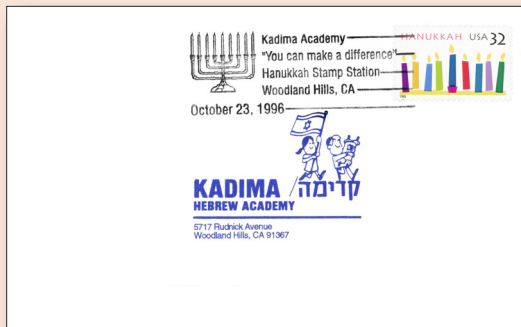 Kadima Academy
"You can make a difference"
Hanukkah Stamp Station
Woodland Hills, CA
October 23, 1996
HANUKKAH USA 32
KADIMA / קדימה
HEBREW ACADEMY
5717 Rudnick Avenue
Woodland Hills, CA 91367